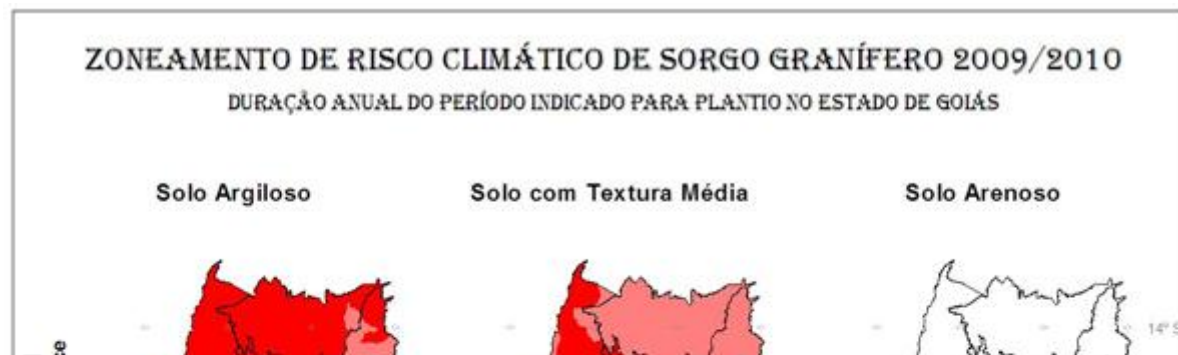 ZONEAMENTO DE RISCO CLIMÁTICO DE SORGO GRANÍFERO 2009/2010
DURAÇÃO ANUAL DO PERÍODO INDICADO PARA PLANTIO NO ESTADO DE GOIÁS
Solo Argiloso
Solo com Textura Média
Solo Arenoso
14° S